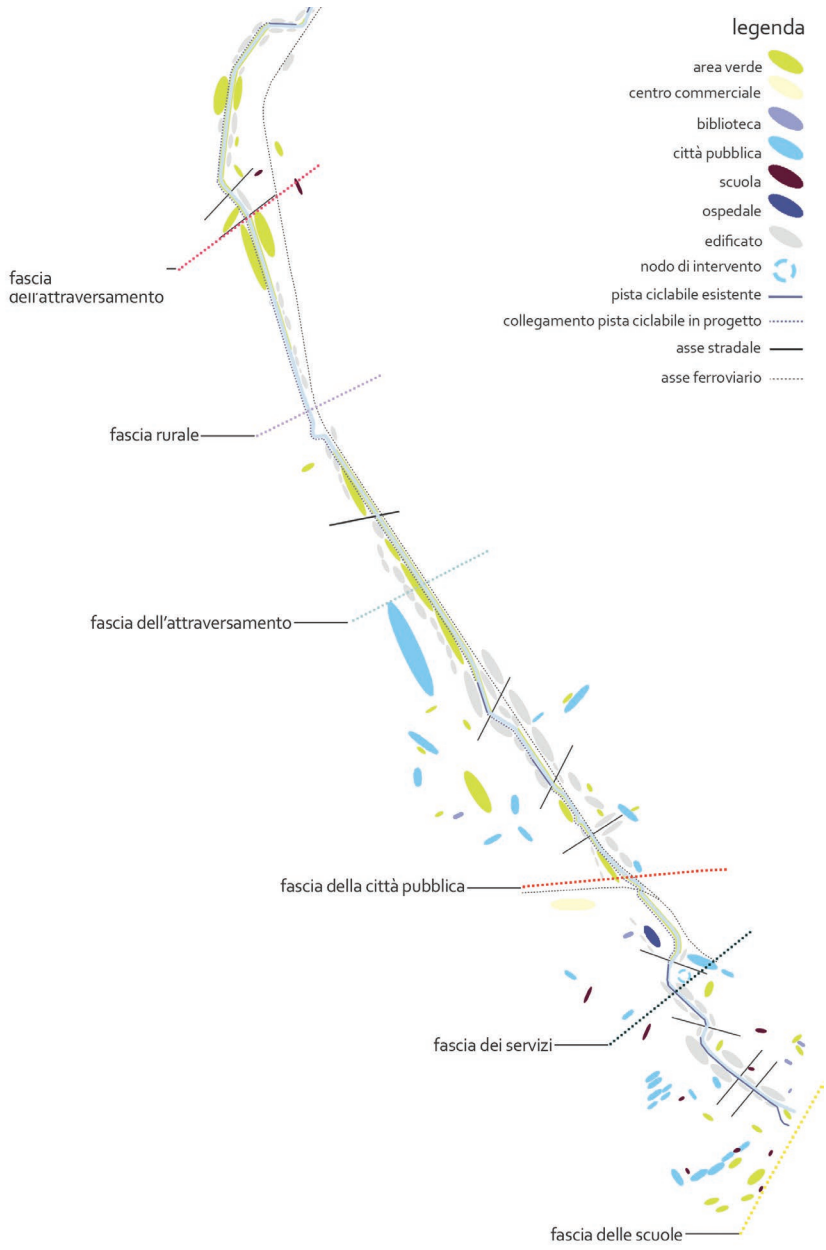 legenda
area verde
centro commerciale
biblioteca
città pubblica
scuola
ospedale
edificato
nodo di intervento
pista ciclabile esistente
collegamento pista ciclabile in progetto
asse stradale
asse ferroviario
fascia
dell'attraversamento
fascia rurale
fascia dell'attraversamento
fascia della città pubblica
fascia dei servizi
fascia delle scuole